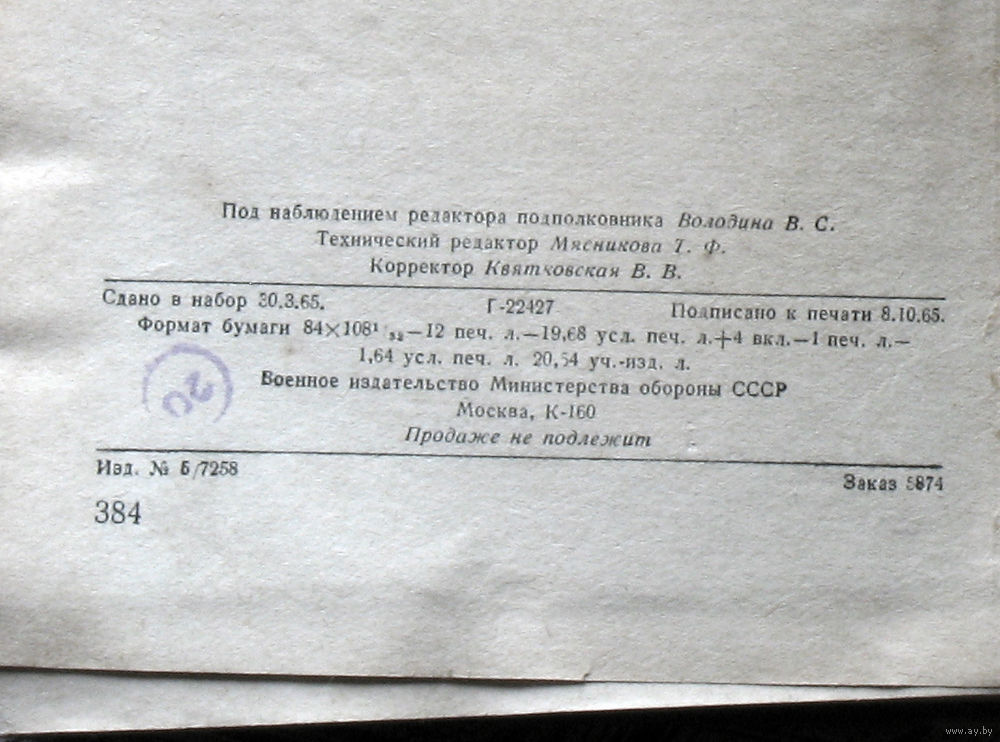 Под наблюдением редактора подполковника Володина В. С.
Технический редактор Мясникова Т. Ф.
Корректор Квятковская В. В.
Сдано в набор 30.3.65. Г-22427 Подписано к печати 8.10.65.
Формат бумаги 84×108¹/₃₂—12 печ. л.—19,68 усл. печ. л.+4 вкл.—1 печ. л.—
1,64 усл. печ. л. 20,54 уч.-изд. л.
Военное издательство Министерства обороны СССР
Москва, К-160
Продаже не подлежит
Изд. № 5/7258 Заказ
384
www.ay.by